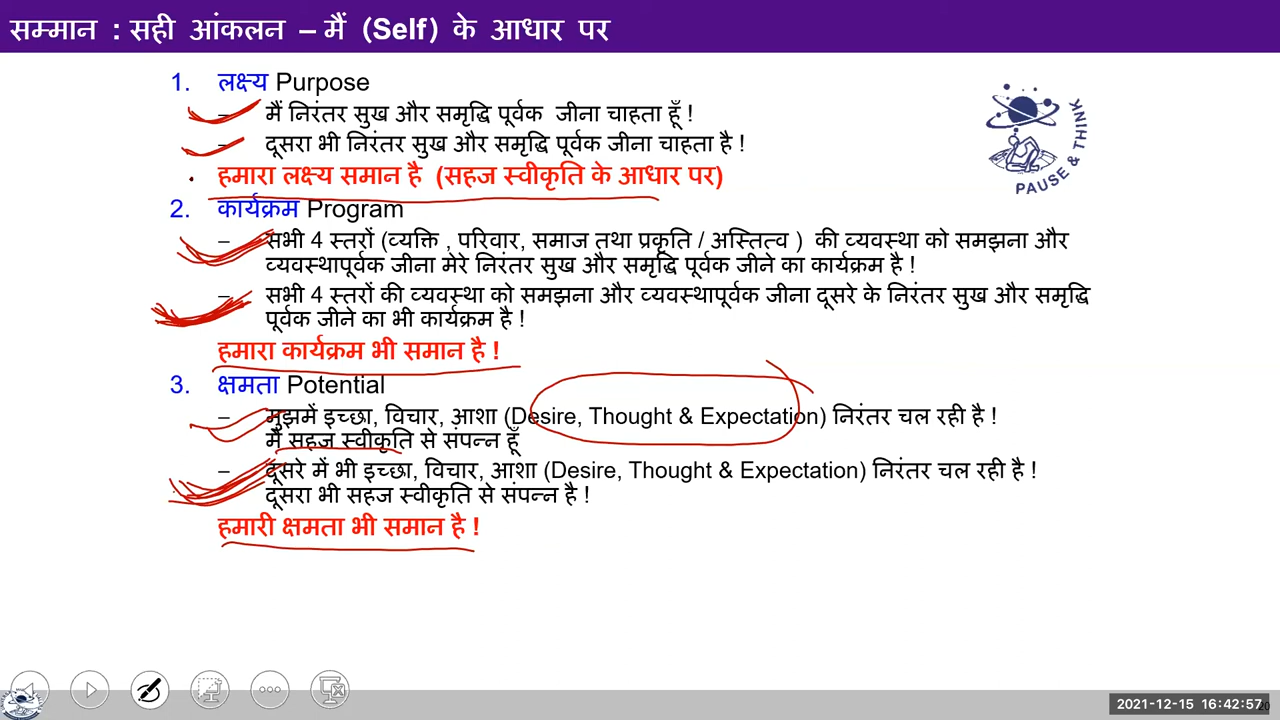 सम्मान : सही आंकलन – मैं (Self) के आधार पर
1. लक्ष्य Purpose
– मैं निरंतर सुख और समृद्धि पूर्वक जीना चाहता हूँ !
– दूसरा भी निरंतर सुख और समृद्धि पूर्वक जीना चाहता है !
हमारा लक्ष्य समान है (सहज स्वीकृति के आधार पर)
2. कार्यक्रम Program
– सभी 4 स्तरों (व्यक्ति , परिवार, समाज तथा प्रकृति / अस्तित्व ) की व्यवस्था को समझना और
व्यवस्थापूर्वक जीना मेरे निरंतर सुख और समृद्धि पूर्वक जीने का कार्यक्रम है !
– सभी 4 स्तरों की व्यवस्था को समझना और व्यवस्थापूर्वक जीना दूसरे के निरंतर सुख और समृद्धि
पूर्वक जीने का भी कार्यक्रम है !
हमारा कार्यक्रम भी समान है !
3. क्षमता Potential
– मुझमें इच्छा, विचार, आशा (Desire, Thought & Expectation) निरंतर चल रही है !
मैं सहज स्वीकृति से संपन्न हूँ
– दूसरे में भी इच्छा, विचार, आशा (Desire, Thought & Expectation) निरंतर चल रही है !
दूसरा भी सहज स्वीकृति से संपन्न है !
हमारी क्षमता भी समान है !
PAUSE & THINK
2021-12-15 16:42:57